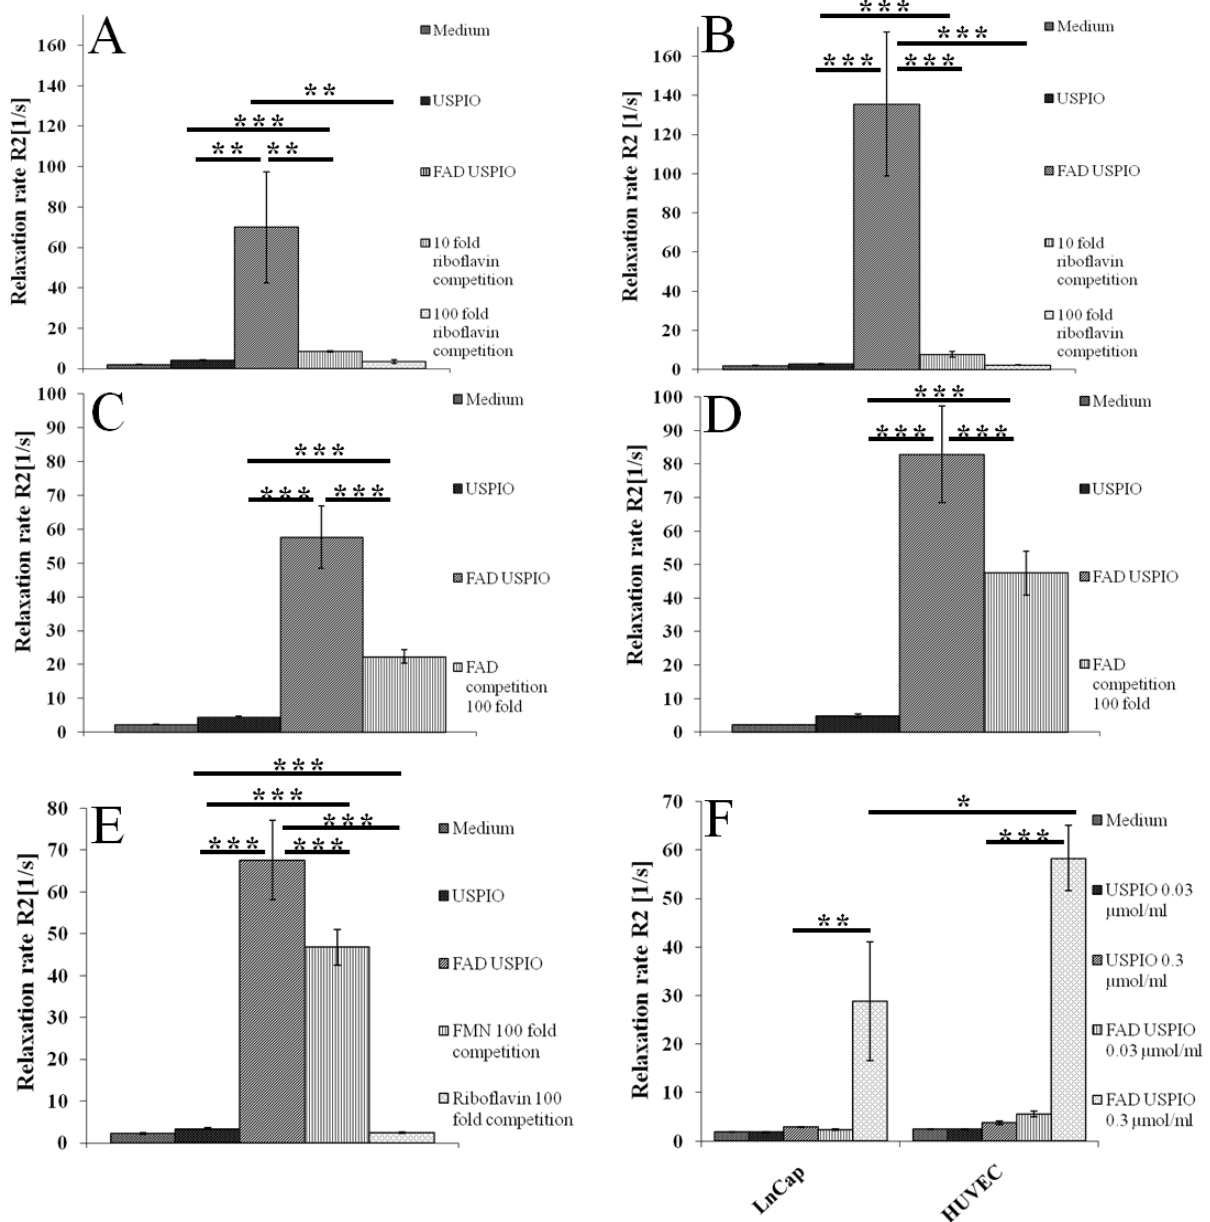 A
Relaxation rate R2[1/s]
160
140
120
100
80
60
40
20
0
**
***
** **
Medium
USPIO
FAD USPIO
10 fold
riboflavin
competition
100 fold
riboflavin
competition
B
Relaxation rate R2 [1/s]
160
140
120
100
80
60
40
20
0
***
***
*** ***
Medium
USPIO
FAD USPIO
10 fold
riboflavin
competition
100 fold
riboflavin
competition
C
Relaxation rate R2[1/s]
100
90
80
70
60
50
40
30
20
10
0
***
*** ***
Medium
USPIO
FAD USPIO
FAD
competition
100 fold
D
Relaxation rate R2[1/s]
100
90
80
70
60
50
40
30
20
10
0
***
*** ***
Medium
USPIO
FAD USPIO
FAD
competition
100 fold
E
Relaxation rate R2[1/s]
80
70
60
50
40
30
20
10
0
***
***
***
*** ***
Medium
USPIO
FAD USPIO
FMN 100 fold
competition
Riboflavin 100
fold competition
F
Relaxation rate R2 [1/s]
70
60
50
40
30
20
10
0
*
***
**
Medium
USPIO 0.03
µmol/ml
USPIO 0.3
µmol/ml
FAD USPIO
0.03 µmol/ml
FAD USPIO
0.3 µmol/ml
LnCap
HUVEC